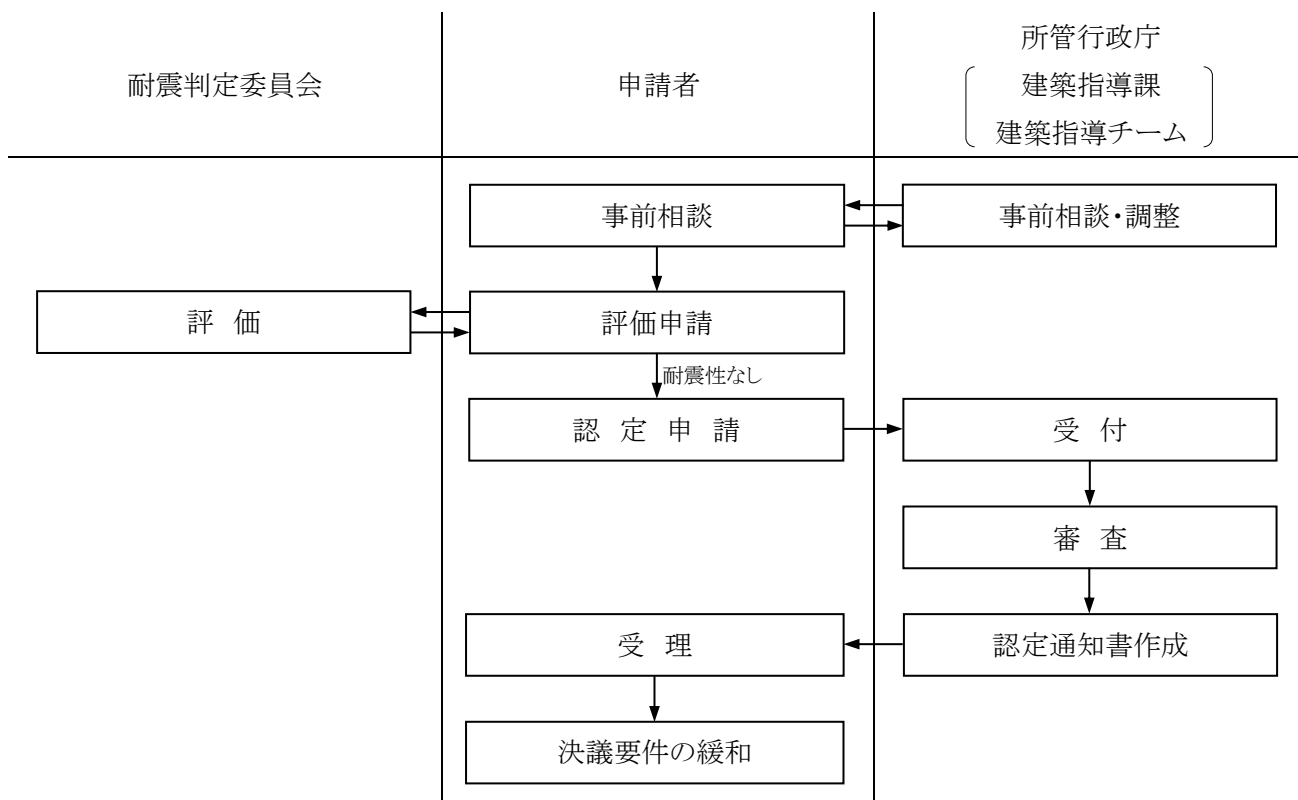 耐震判定委員会
申請者
所管行政庁
建築指導課
建築指導チーム
事前相談
事前相談・調整
評 価
評価申請
耐震性なし
認 定 申 請
受 付
審 査
受 理
認定通知書作成
決議要件の緩和